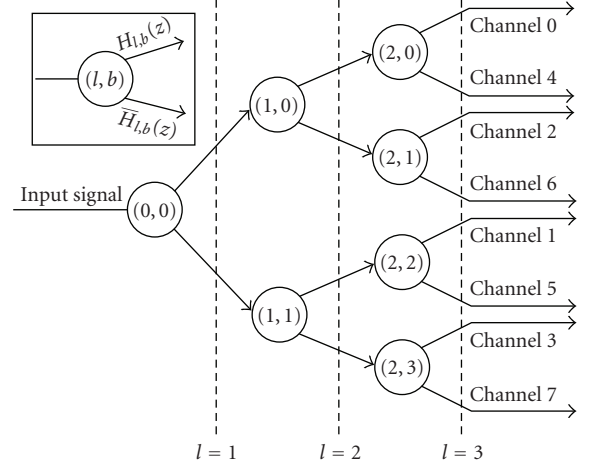 H_{l,b}(z)
(l, b)
\overline{H}_{l,b}(z)
Input signal
(0, 0)
(1, 0)
(1, 1)
(2, 0)
(2, 1)
(2, 2)
(2, 3)
Channel 0
Channel 4
Channel 2
Channel 6
Channel 1
Channel 5
Channel 3
Channel 7
l = 1
l = 2
l = 3